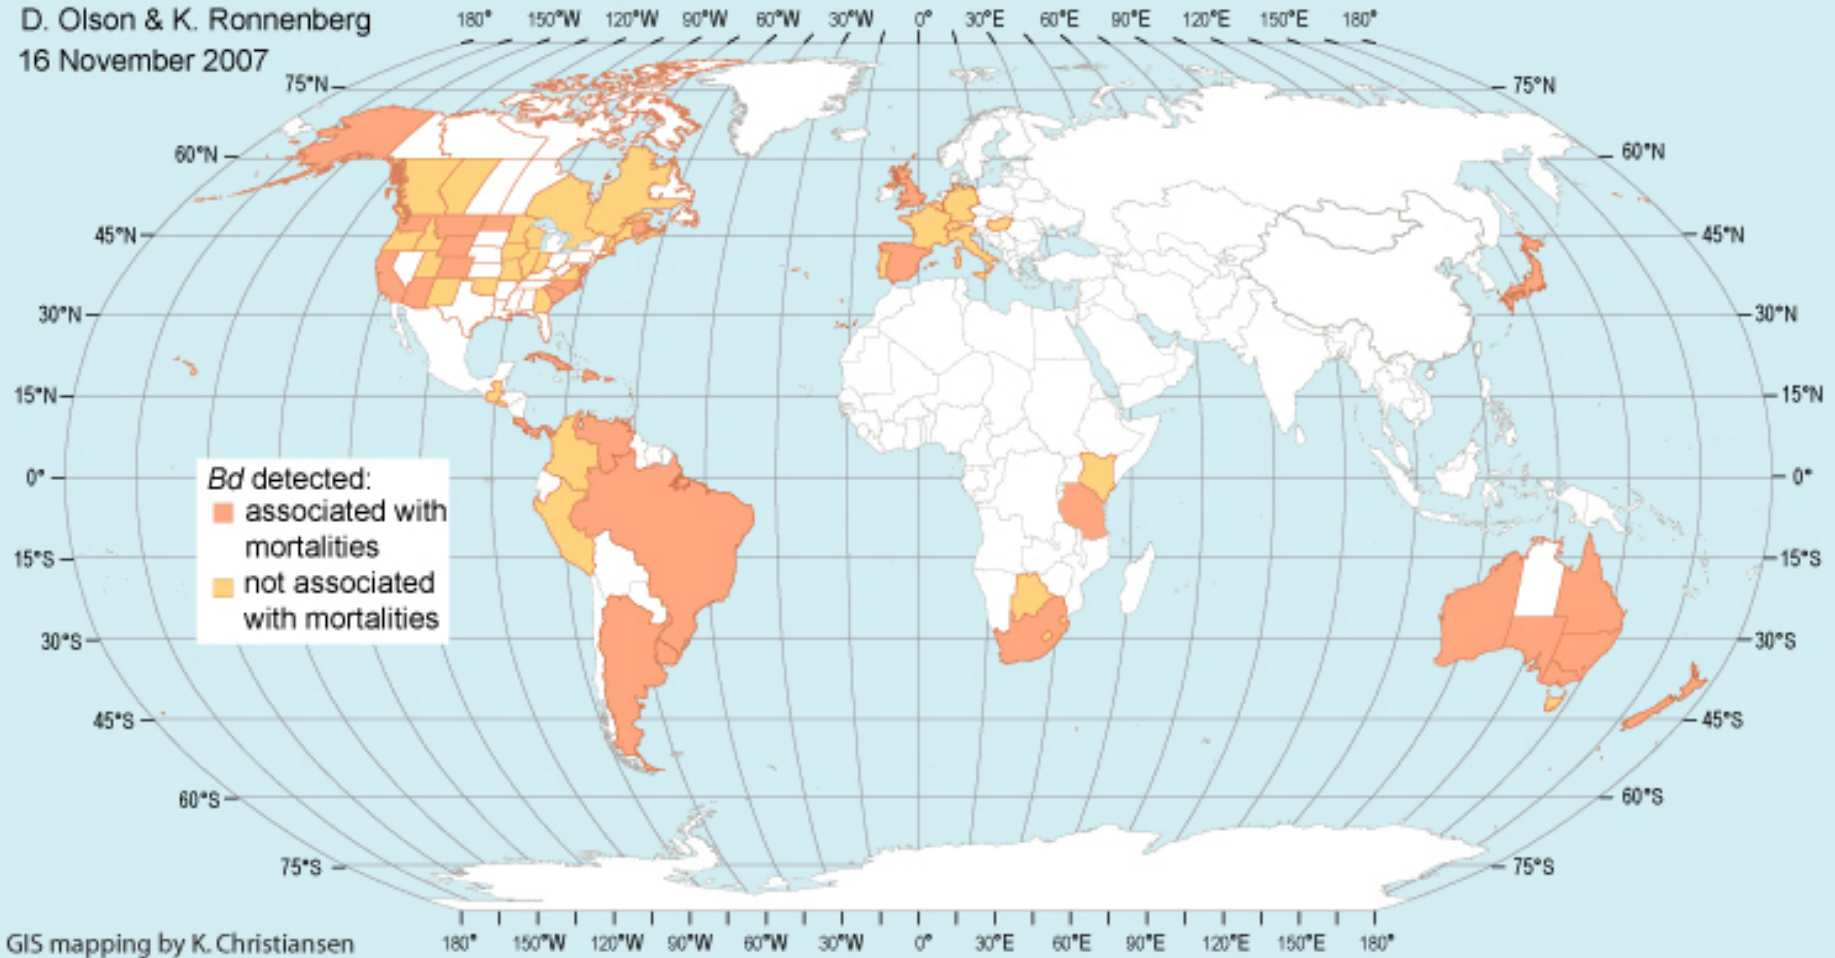 D. Olson & K. Ronnenberg
16 November 2007
180° 150°W 120°W 90°W 60°W 30°W 0° 30°E 60°E 90°E 120°E 150°E 180°
75°N 75°N
60°N 60°N
45°N 45°N
30°N 30°N
15°N 15°N
Bd detected:
0° 0°
associated with
mortalities
15°S 15°S
not associated
with mortalities
30°S 30°S
45°S 45°S
60°S 60°S
75°S 75°S
GIS mapping by K. Christiansen
180° 150°W 120°W 90°W 60°W 30°W 0° 30°E 60°E 90°E 120°E 150°E 180°